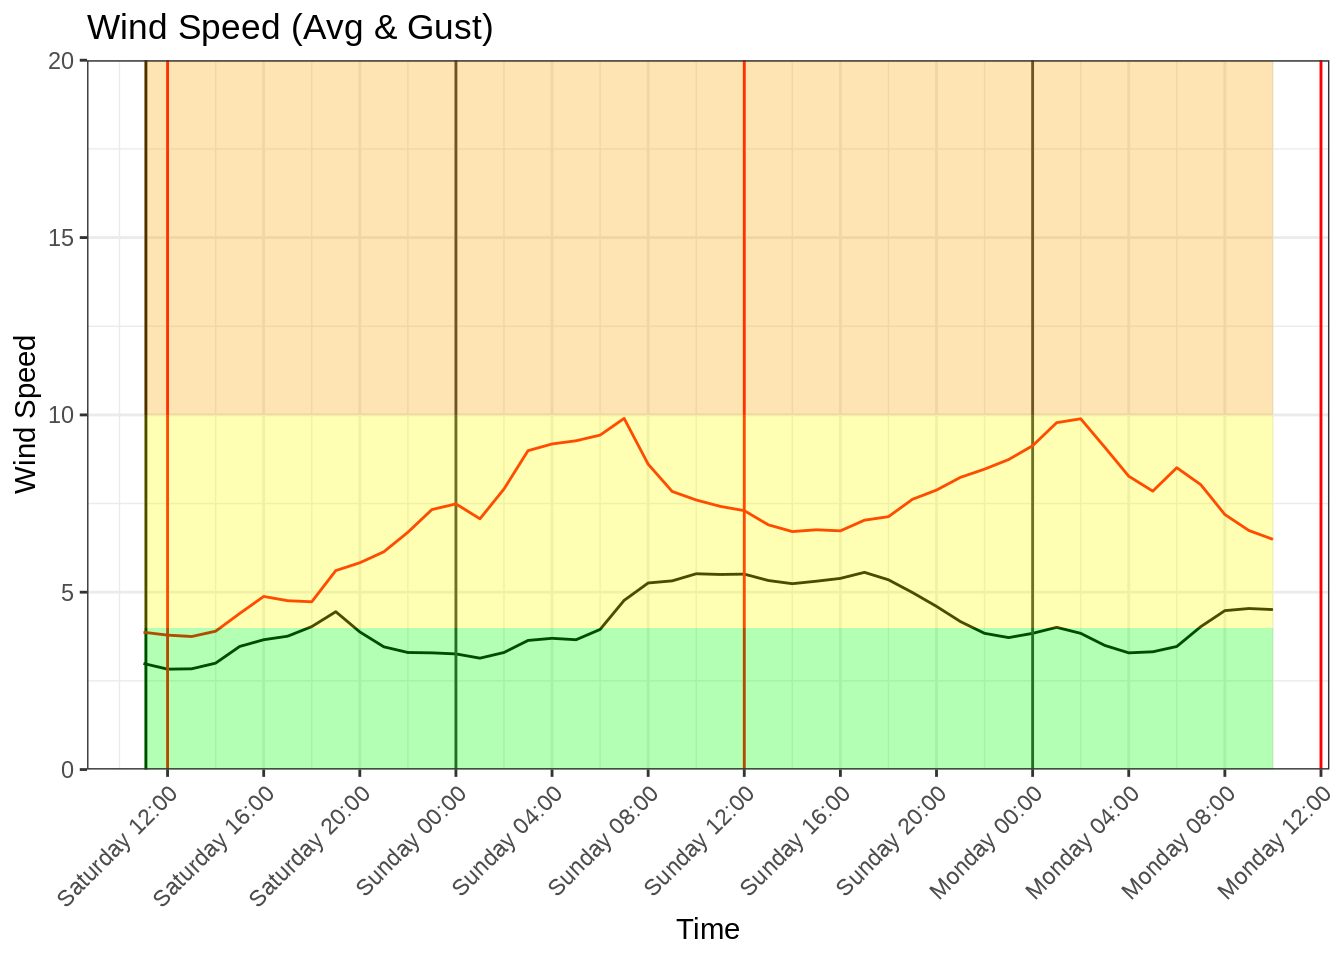 Wind Speed (Avg & Gust)
20
15
10
5
0
Wind Speed
Saturday 12:00
Saturday 16:00
Saturday 20:00
Sunday 00:00
Sunday 04:00
Sunday 08:00
Sunday 12:00
Sunday 16:00
Sunday 20:00
Monday 00:00
Monday 04:00
Monday 08:00
Monday 12:00
Time